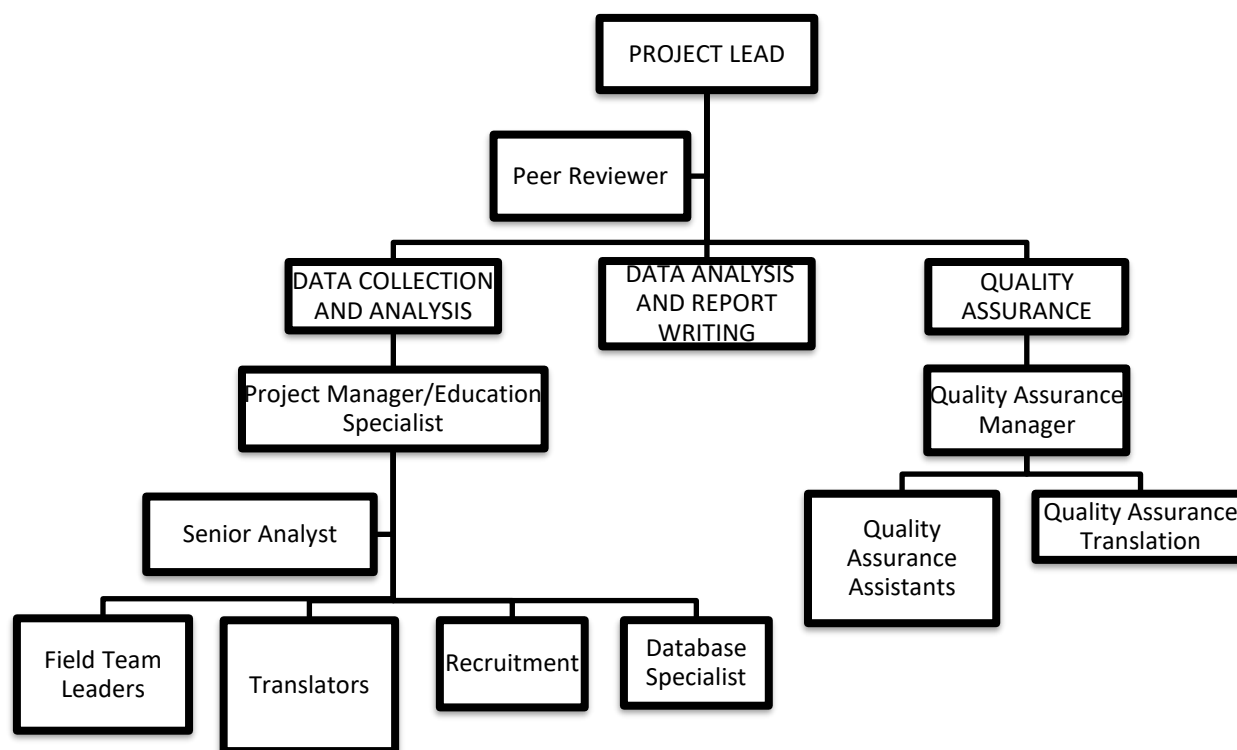 PROJECT LEAD
Peer Reviewer
DATA COLLECTION
AND ANALYSIS
DATA ANALYSIS
AND REPORT
WRITING
QUALITY
ASSURANCE
Project Manager/Education
Specialist
Quality Assurance
Manager
Senior Analyst
Quality
Assurance
Assistants
Quality Assurance
Translation
Field Team
Leaders
Translators
Recruitment
Database
Specialist